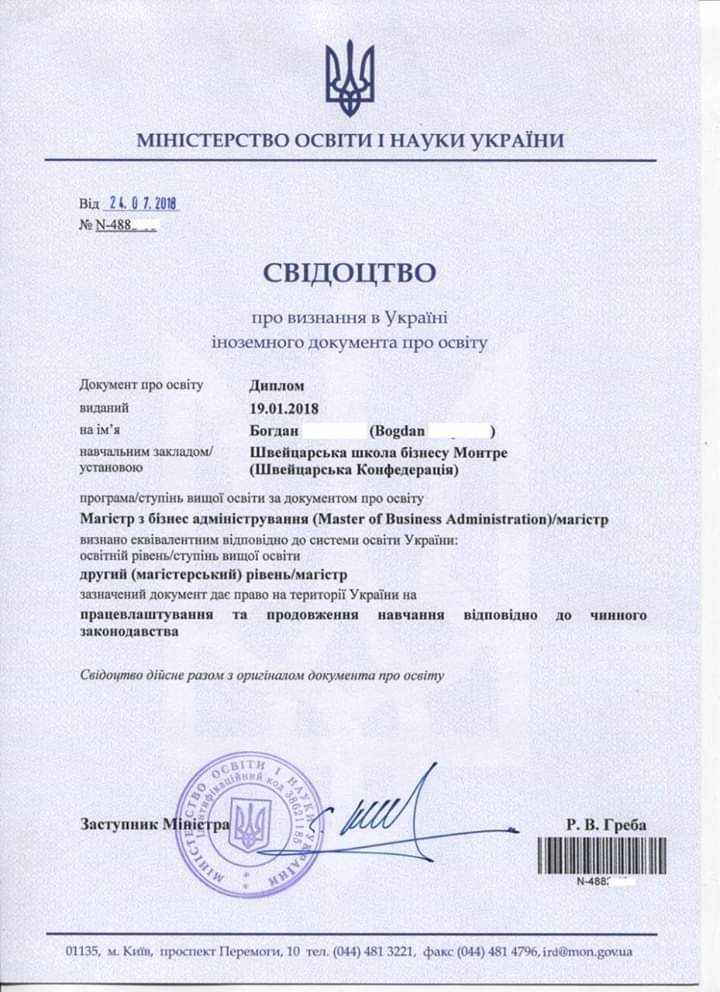 МІНІСТЕРСТВО ОСВІТИ І НАУКИ УКРАЇНИ
Від 24.07.2018
№ N-488
СВІДОЦТВО
про визнання в Україні
іноземного документа про освіту
Документ про освіту Диплом
виданий 19.01.2018
на ім’я Богдан (Bogdan )
навчальним закладом/ Швейцарська школа бізнесу Монтре
установою (Швейцарська Конфедерація)
програма/ступінь вищої освіти за документом про освіту
Магістр з бізнес адміністрування (Master of Business Administration)/магістр
визнано еквівалентним відповідно до системи освіти України:
освітній рівень/ступінь вищої освіти
другий (магістерський) рівень/магістр
зазначений документ дає право на території України на
працевлаштування та продовження навчання відповідно до чинного
законодавства
Свідоцтво дійсне разом з оригіналом документа про освіту
МІНІСТЕРСТВО ОСВІТИ І НАУКИ УКРАЇНИ
Ідентифікаційний код 38621185
Заступник Міністра Р. В. Греба
N-488
01135, м. Київ, проспект Перемоги, 10 тел. (044) 481 3221, факс (044) 481 4796, ird@mon.gov.ua